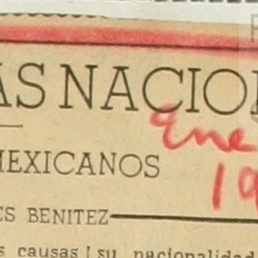 AS NACIO
Ene
MEXICANOS
19
ES BENITEZ
s causas su nacionalidad